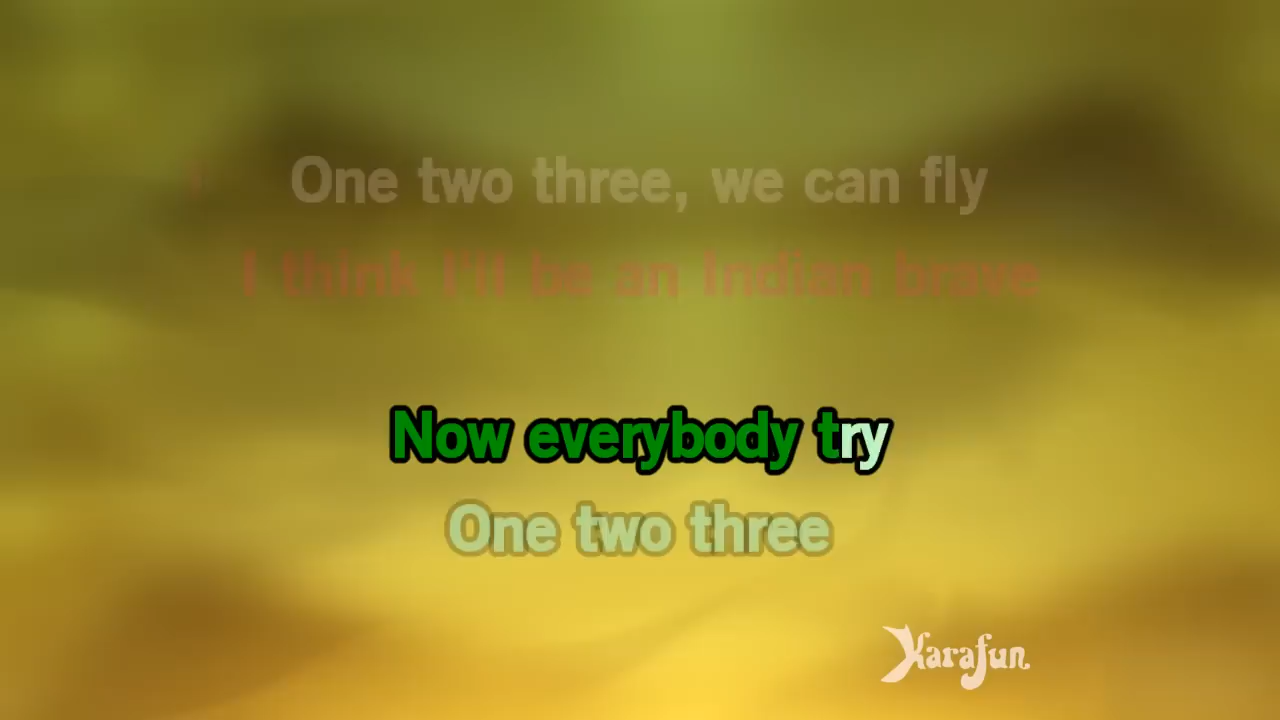 One two three, we can fly
I think I'll be an Indian brave
Now everybody try
One two three
Karafun